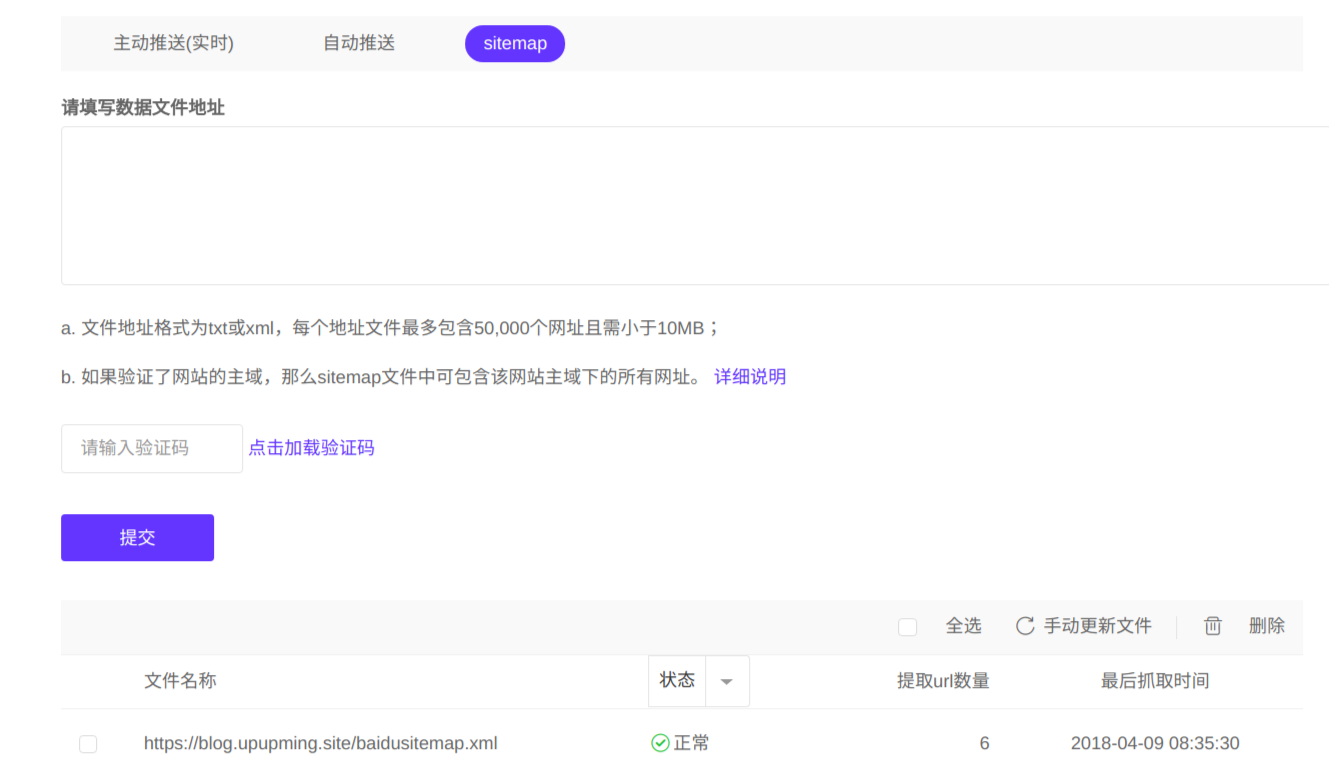 主动推送(实时) 自动推送 sitemap
请填写数据文件地址
a. 文件地址格式为txt或xml，每个地址文件最多包含50,000个网址且需小于10MB；
b. 如果验证了网站的主域，那么sitemap文件中可包含该网站主域下的所有网址。 详细说明
请输入验证码 点击加载验证码
提交
全选 手动更新文件 删除
文件名称 状态 提取url数量 最后抓取时间
https://blog.upupming.site/baidusitemap.xml 正常 6 2018-04-09 08:35:30